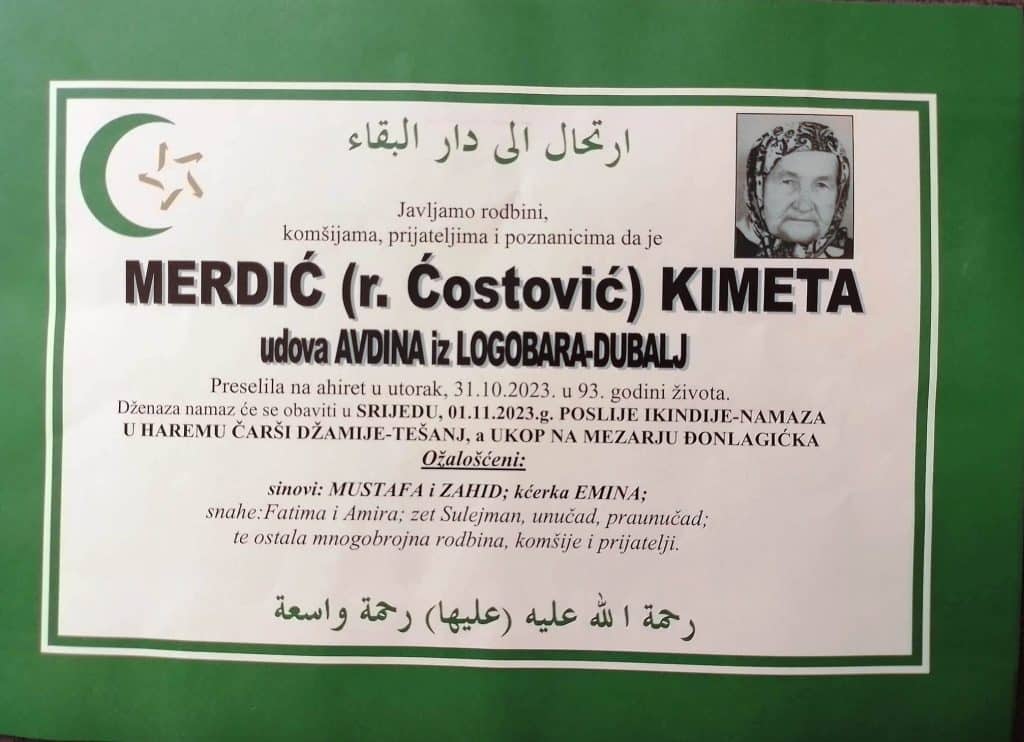 ارتحال الى دار البقاء
Javljamo rodbini,
komšijama, prijateljima i poznanicima da je
MERDIĆ (r. Ćostović) KIMETA
udova AVDINA iz LOGOBARA-DUBALJ
Preselila na ahiret u utorak, 31.10.2023. u 93. godini života.
Dženaza namaz će se obaviti u SRIJEDU, 01.11.2023.g. POSLIJE IKINDIJE-NAMAZA
U HAREMU ČARŠI DŽAMIJE-TEŠANJ, a UKOP NA MEZARJU ĐONLAGIĆKA
Ožalošćeni:
sinovi: MUSTAFA i ZAHID; kćerka EMINA;
snahe:Fatima i Amira; zet Sulejman, unučad, praunučad;
te ostala mnogobrojna rodbina, komšije i prijatelji.
رحمة الله عليه (عليها) رحمة واسعة